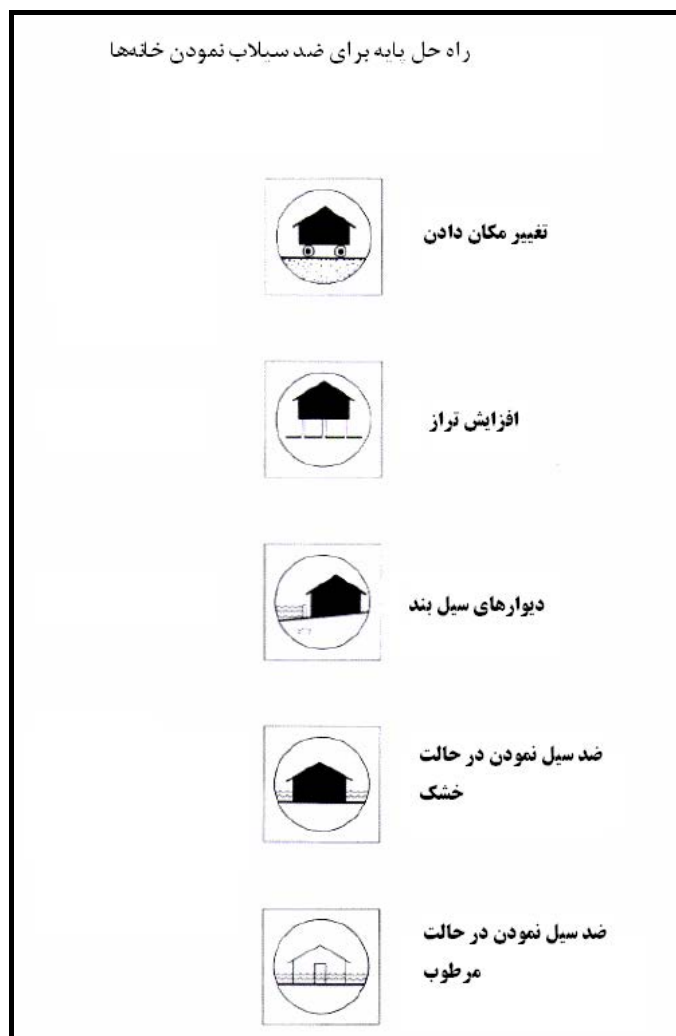 راه حل پایه برای ضد سیلاب نمودن خانه‌ها
تغییر مکان دادن
افزایش تراز
دیوارهای سیل بند
ضد سیل نمودن در حالت
خشک
ضد سیل نمودن در حالت
مرطوب